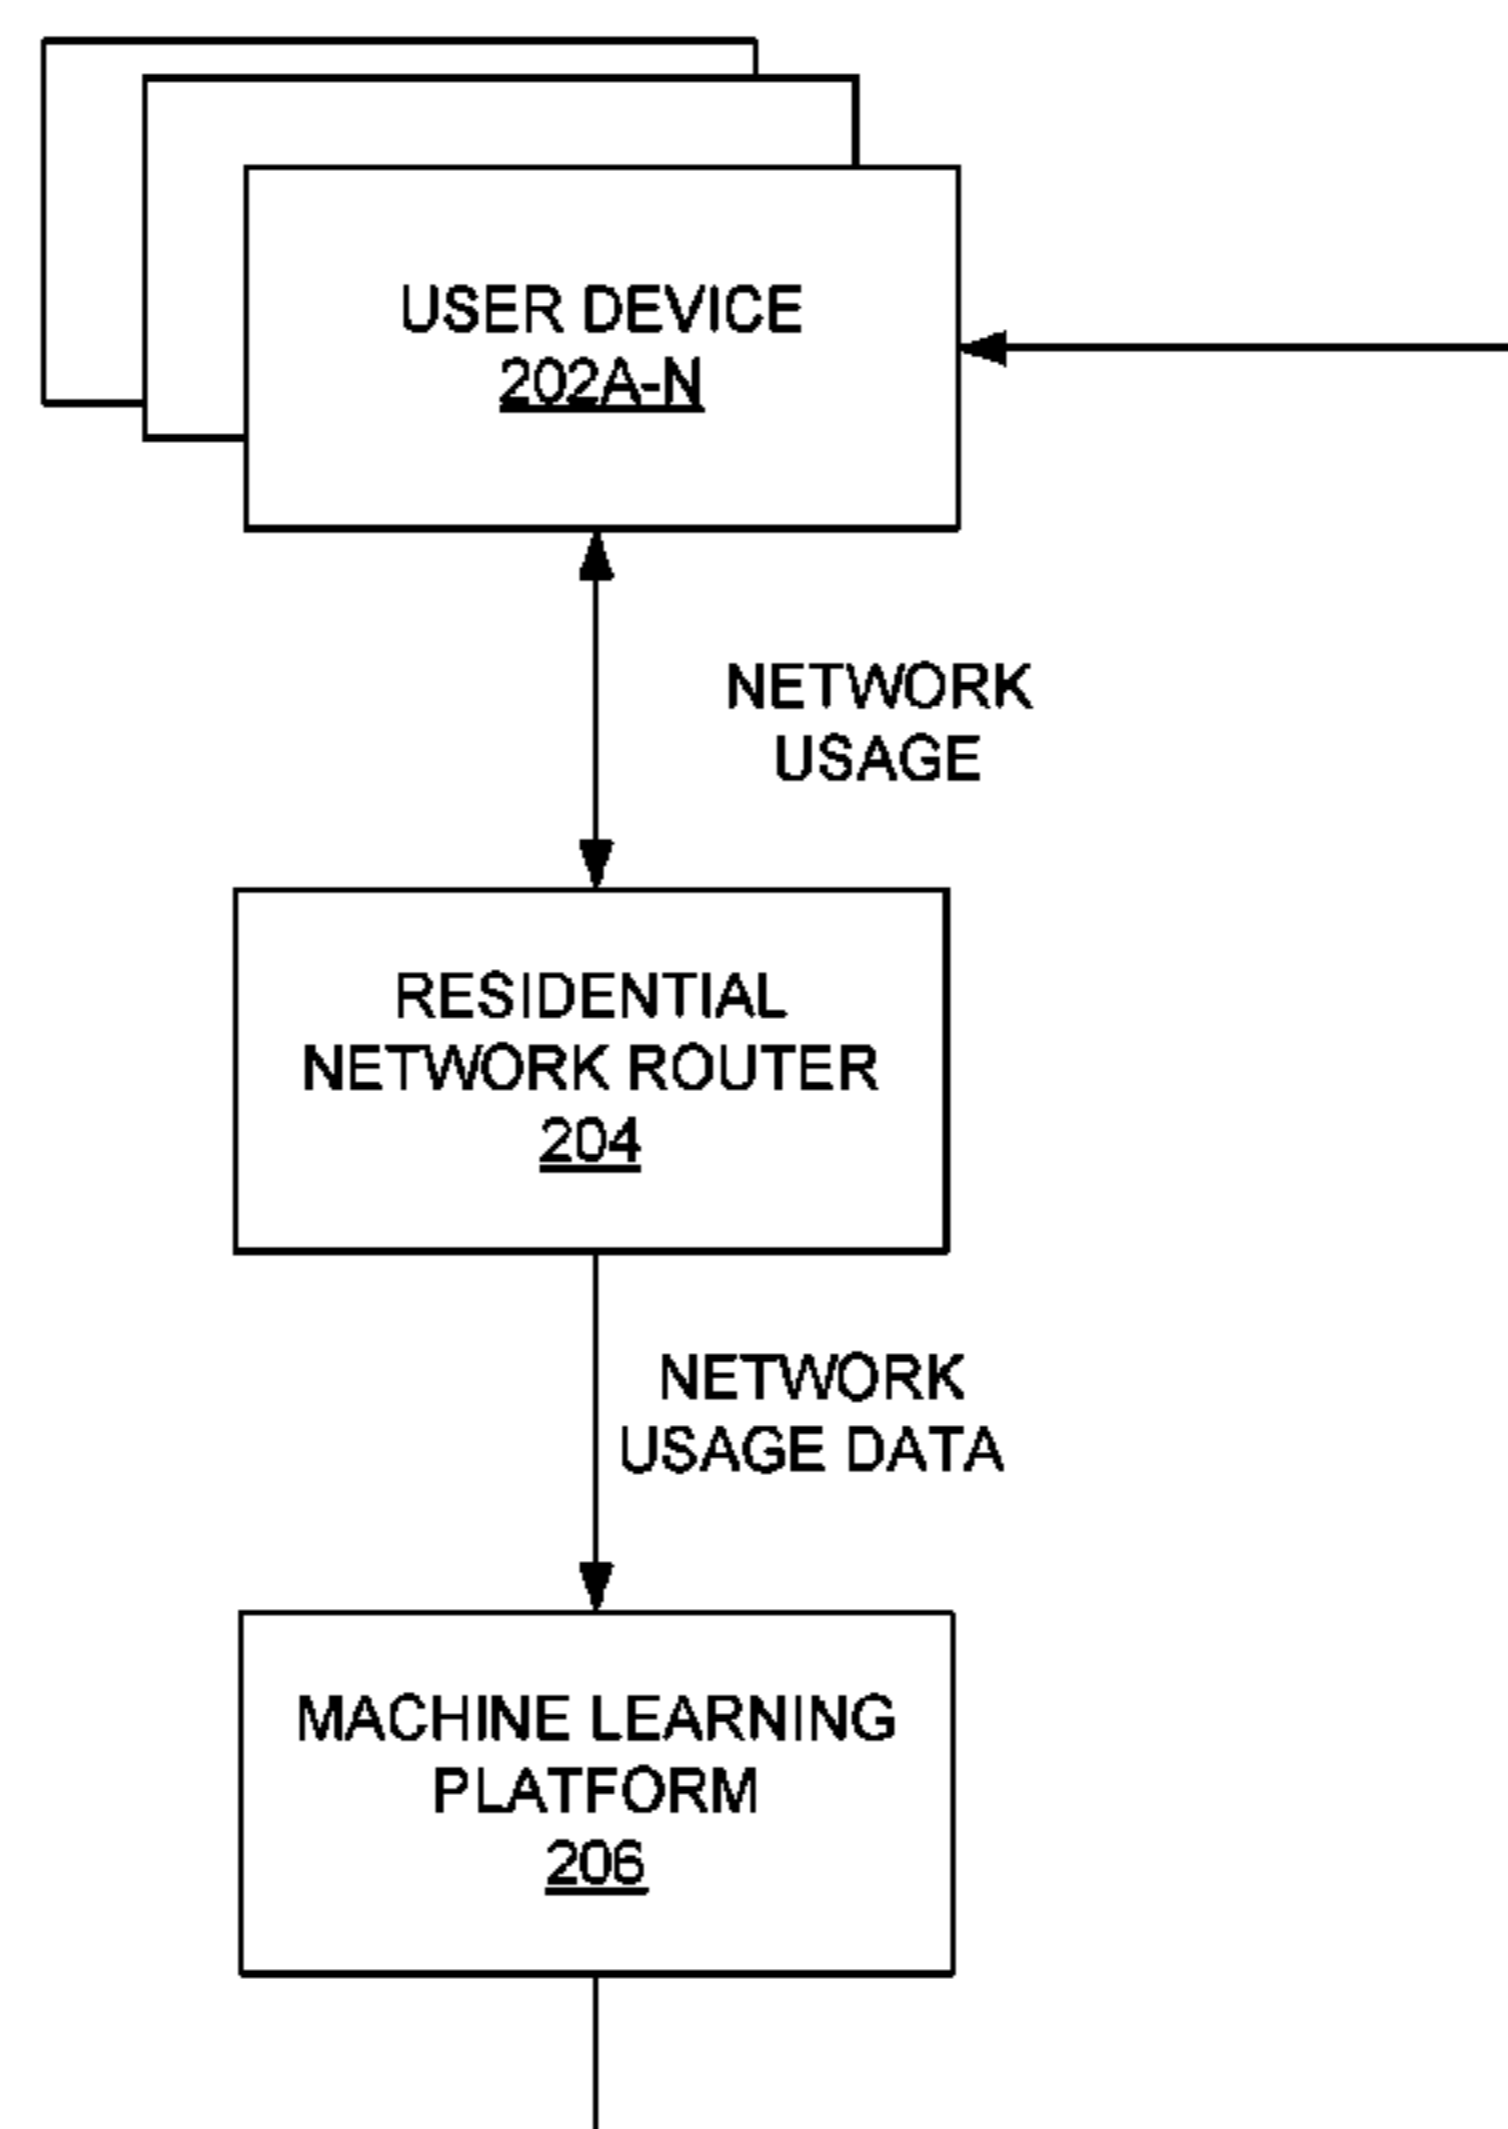 USER DEVICE
202A-N
NETWORK
USAGE
RESIDENTIAL
NETWORK ROUTER
204
NETWORK
USAGE DATA
MACHINE LEARNING
PLATFORM
206